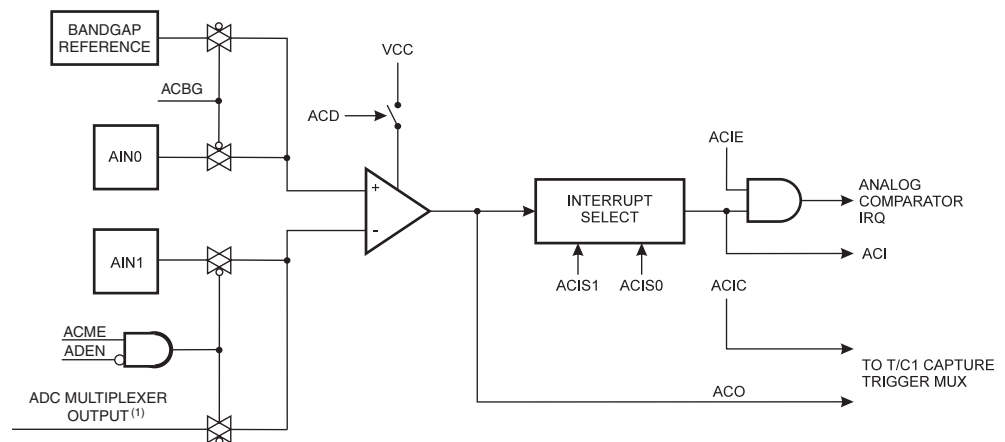 BANDGAP
REFERENCE
ACBG
AIN0
AIN1
ACME
ADEN
ADC MULTIPLEXER
OUTPUT (1)
VCC
ACD
+
-
INTERRUPT
SELECT
ACIS1 ACIS0
ACIE
ANALOG
COMPARATOR
IRQ
ACI
ACIC
TO T/C1 CAPTURE
TRIGGER MUX
ACO